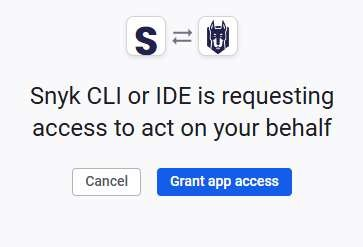 S
Snyk CLI or IDE is requesting
access to act on your behalf
Cancel Grant app access